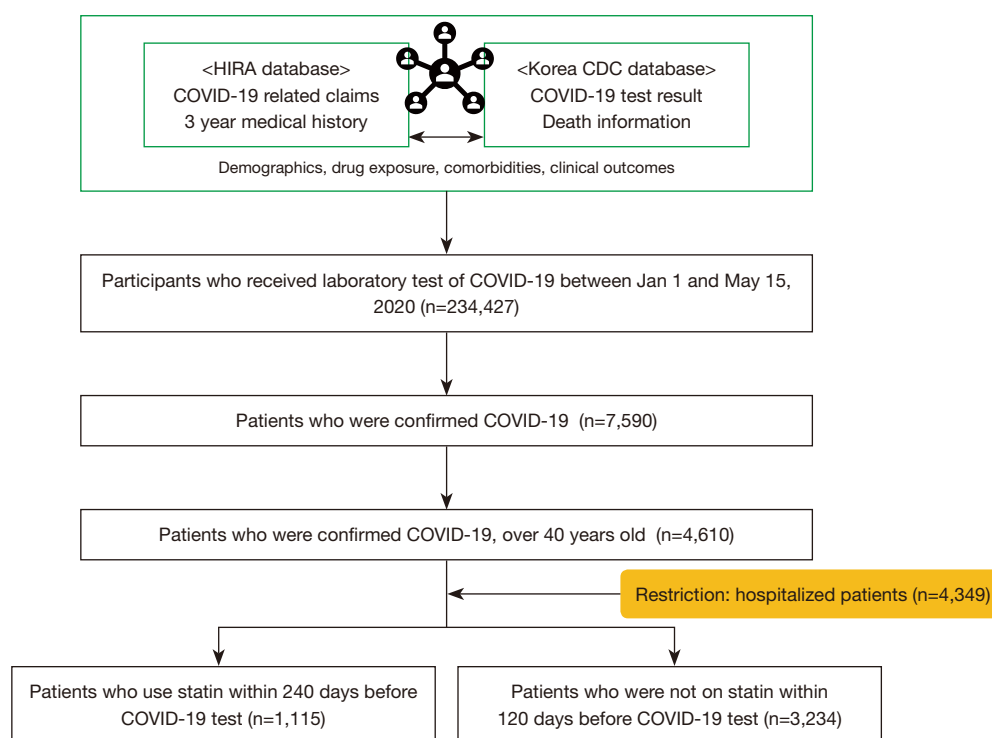 <HIRA database>
COVID-19 related claims
3 year medical history
<Korea CDC database>
COVID-19 test result
Death information
Demographics, drug exposure, comorbidities, clinical outcomes
Participants who received laboratory test of COVID-19 between Jan 1 and May 15,
2020 (n=234,427)
Patients who were confirmed COVID-19 (n=7,590)
Patients who were confirmed COVID-19, over 40 years old (n=4,610)
Restriction: hospitalized patients (n=4,349)
Patients who use statin within 240 days before
COVID-19 test (n=1,115)
Patients who were not on statin within
120 days before COVID-19 test (n=3,234)